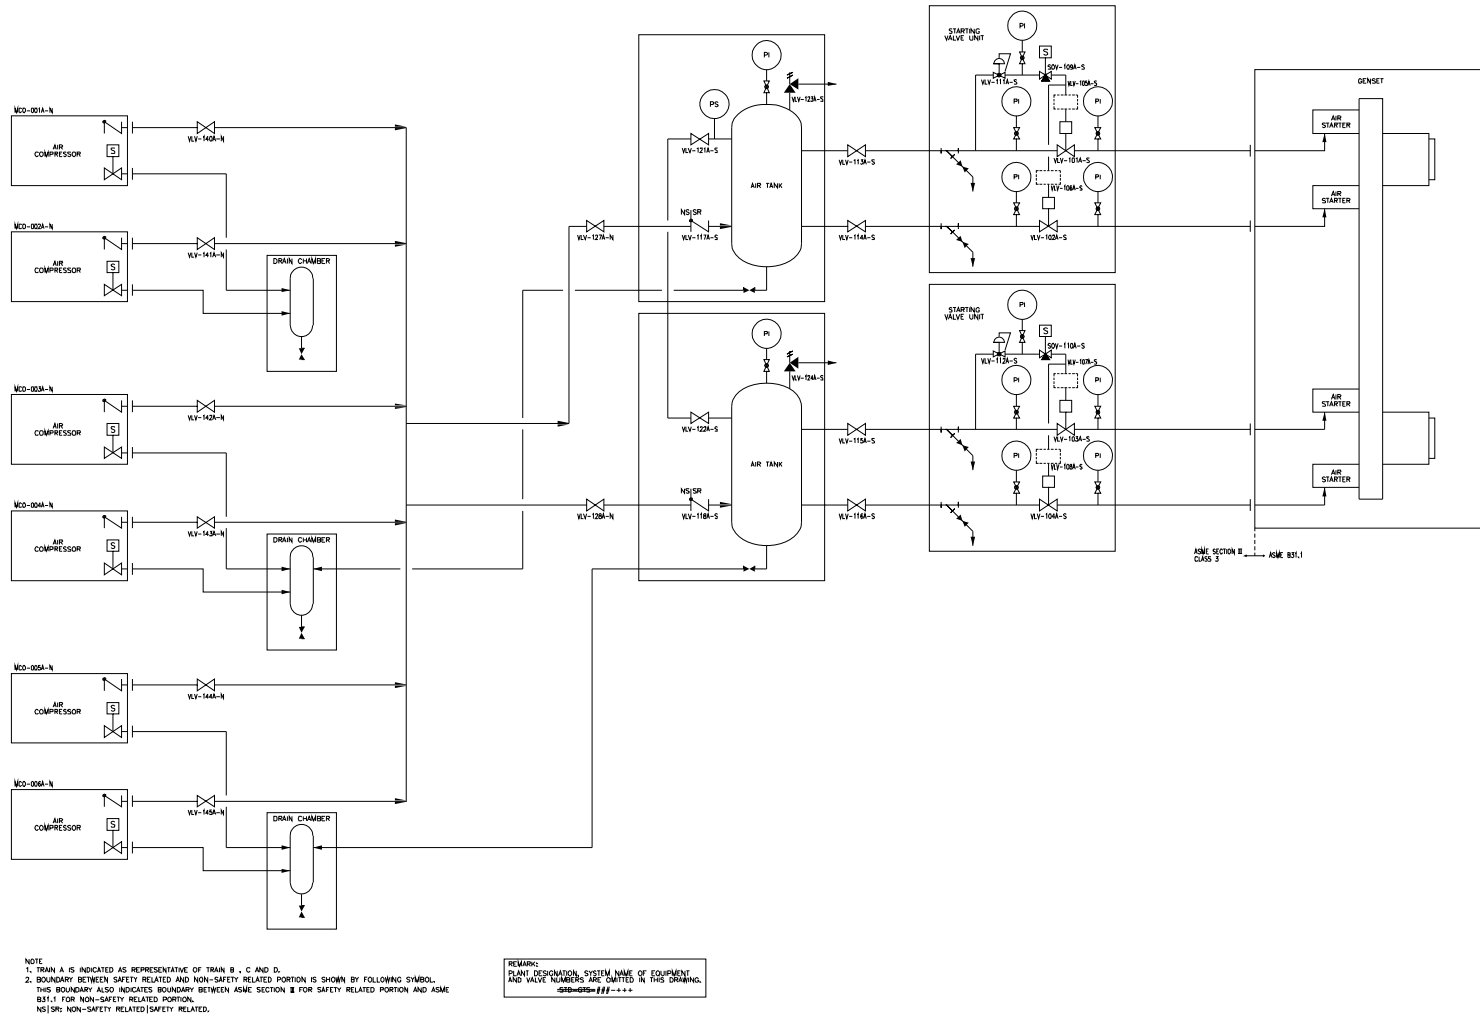 MCO-001A-N
AIR
COMPRESSOR
S
VLV-140A-N
MCO-002A-N
AIR
COMPRESSOR
S
VLV-141A-N
DRAIN CHAMBER
MCO-003A-N
AIR
COMPRESSOR
S
VLV-142A-N
MCO-004A-N
AIR
COMPRESSOR
S
VLV-143A-N
DRAIN CHAMBER
MCO-005A-N
AIR
COMPRESSOR
S
VLV-144A-N
MCO-006A-N
AIR
COMPRESSOR
S
VLV-145A-N
DRAIN CHAMBER
PI
PS
VLV-123A-S
VLV-121A-S
AIR TANK
NS|SR
VLV-127A-N
VLV-117A-S
VLV-113A-S
VLV-114A-S
PI
VLV-124A-S
VLV-122A-S
AIR TANK
NS|SR
VLV-128A-N
VLV-118A-S
VLV-115A-S
VLV-116A-S
STARTING
VALVE UNIT
PI
S
SOV-109A-S
VLV-111A-S
VLV-105A-S
PI
PI
VLV-101A-S
PI
PI
VLV-106A-S
VLV-102A-S
STARTING
VALVE UNIT
PI
S
SOV-110A-S
VLV-112A-S
VLV-107A-S
PI
PI
VLV-103A-S
PI
PI
VLV-108A-S
VLV-104A-S
GENSET
AIR
STARTER
AIR
STARTER
AIR
STARTER
AIR
STARTER
ASME SECTION III
CLASS 3
ASME B31.1
NOTE
1. TRAIN A IS INDICATED AS REPRESENTATIVE OF TRAIN B , C AND D.
2. BOUNDARY BETWEEN SAFETY RELATED AND NON-SAFETY RELATED PORTION IS SHOWN BY FOLLOWING SYMBOL.
THIS BOUNDARY ALSO INDICATES BOUNDARY BETWEEN ASME SECTION III FOR SAFETY RELATED PORTION AND ASME
B31.1 FOR NON-SAFETY RELATED PORTION.
NS|SR: NON-SAFETY RELATED|SAFETY RELATED.
REMARK:
PLANT DESIGNATION, SYSTEM NAME OF EQUIPMENT
AND VALVE NUMBERS ARE OMITTED IN THIS DRAWING.
STD-GTS-###-+++